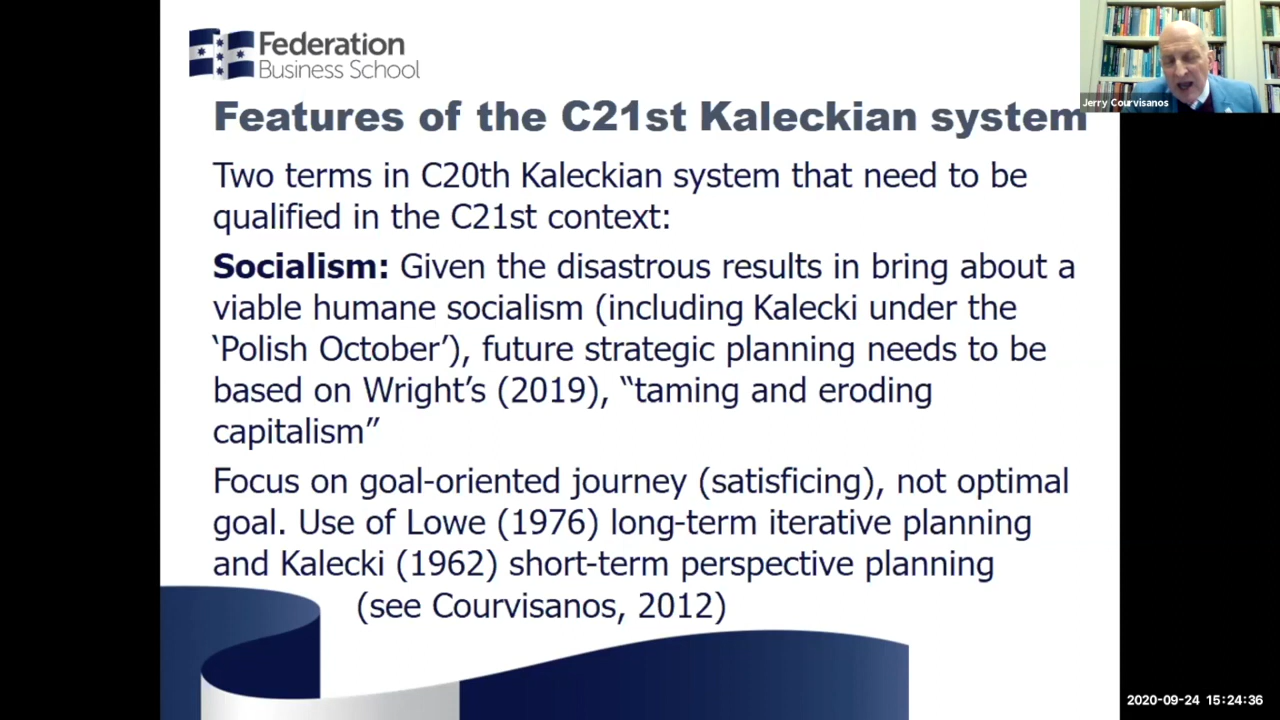 Federation
Business School
Jerry Courvisanos
Features of the C21st Kaleckian system
Two terms in C20th Kaleckian system that need to be
qualified in the C21st context:
Socialism: Given the disastrous results in bring about a
viable humane socialism (including Kalecki under the
‘Polish October’), future strategic planning needs to be
based on Wright’s (2019), “taming and eroding
capitalism”
Focus on goal-oriented journey (satisficing), not optimal
goal. Use of Lowe (1976) long-term iterative planning
and Kalecki (1962) short-term perspective planning
(see Courvisanos, 2012)
2020-09-24 15:24:36